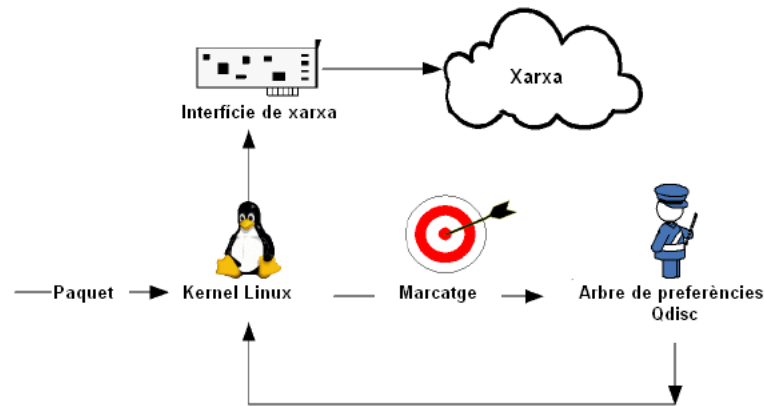 Xarxa
Interfície de xarxa
Paquet
Kernel Linux
Marcatge
Arbre de preferències
Qdisc